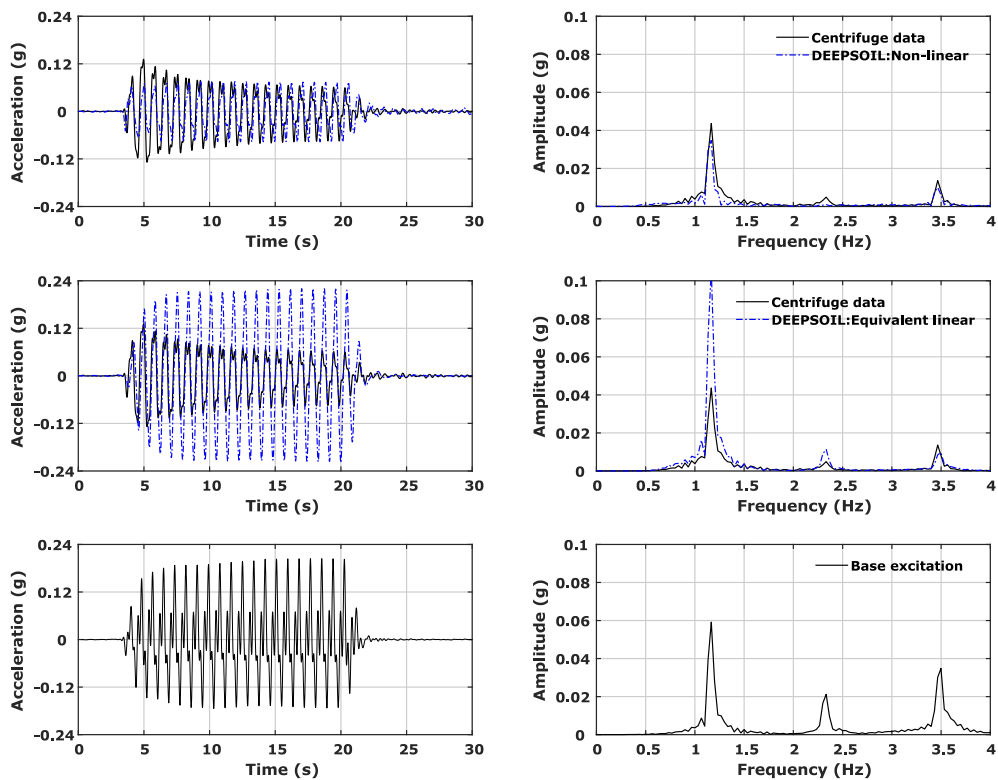 0.24
0.12
0
−0.12
−0.24
Acceleration (g)
0 5 10 15 20 25 30
Time (s)
0.1
0.08
0.06
0.04
0.02
0
Amplitude (g)
Centrifuge data
DEEPSOIL:Non-linear
0 0.5 1 1.5 2 2.5 3 3.5 4
Frequency (Hz)
0.24
0.12
0
−0.12
−0.24
Acceleration (g)
0 5 10 15 20 25 30
Time (s)
0.1
0.08
0.06
0.04
0.02
0
Amplitude (g)
Centrifuge data
DEEPSOIL:Equivalent linear
0 0.5 1 1.5 2 2.5 3 3.5 4
Frequency (Hz)
0.24
0.12
0
−0.12
−0.24
Acceleration (g)
0 5 10 15 20 25 30
Time (s)
0.1
0.08
0.06
0.04
0.02
0
Amplitude (g)
Base excitation
0 0.5 1 1.5 2 2.5 3 3.5 4
Frequency (Hz)